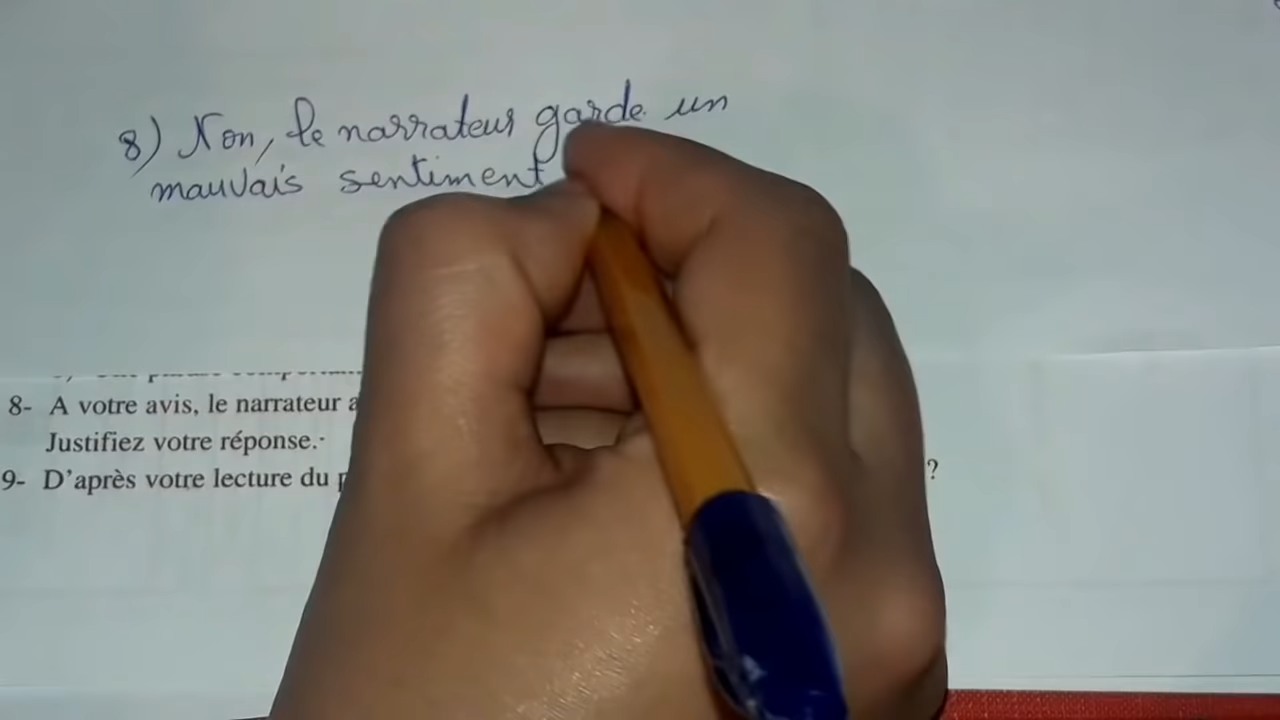 8) Non, le narrateur garde un
mauvais sentiment
8- A votre avis, le narrateur a
Justifiez votre réponse.
9- D'après votre lecture du p ?